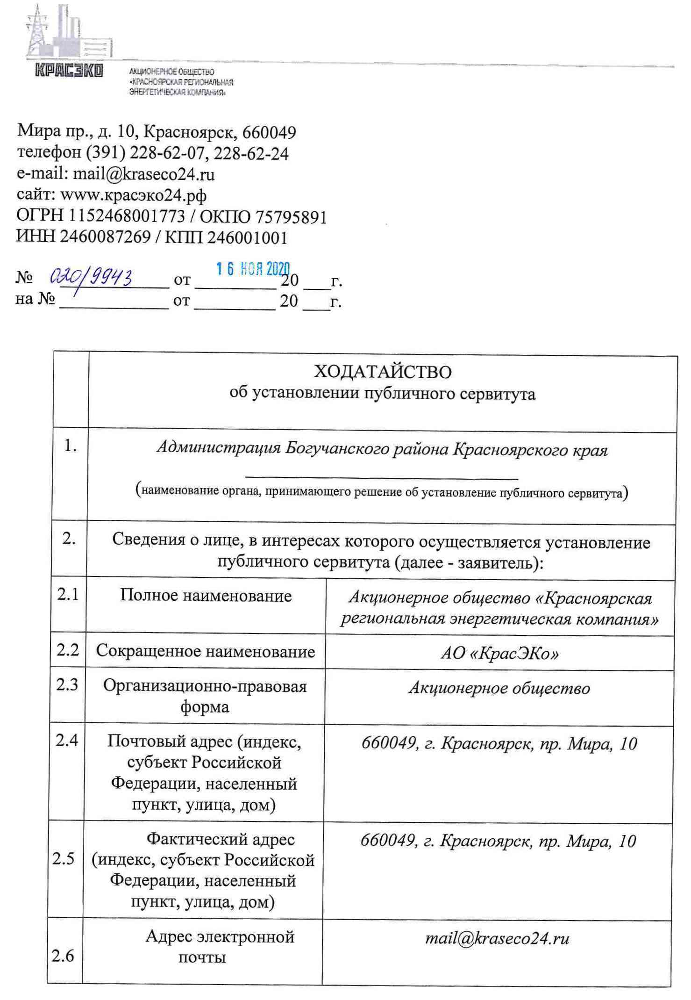 КРАСЭКО
АКЦИОНЕРНОЕ ОБЩЕСТВО
«КРАСНОЯРСКАЯ РЕГИОНАЛЬНАЯ
ЭНЕРГЕТИЧЕСКАЯ КОМПАНИЯ»
Мира пр., д. 10, Красноярск, 660049
телефон (391) 228-62-07, 228-62-24
e-mail: mail@kraseco24.ru
сайт: www.красэко24.рф
ОГРН 1152468001773 / ОКПО 75795891
ИНН 2460087269 / КПП 246001001
№ 020/9943 от 16 НОЯ 2020 20 ___г.
на № ____________ от _________ 20 ___г.
ХОДАТАЙСТВО
об установлении публичного сервитута
1. Администрация Богучанского района Красноярского края
(наименование органа, принимающего решение об установление публичного сервитута)
2. Сведения о лице, в интересах которого осуществляется установление
публичного сервитута (далее - заявитель):
2.1 Полное наименование Акционерное общество «Красноярская
региональная энергетическая компания»
2.2 Сокращенное наименование АО «КрасЭКо»
2.3 Организационно-правовая Акционерное общество
форма
2.4 Почтовый адрес (индекс, 660049, г. Красноярск, пр. Мира, 10
субъект Российской
Федерации, населенный
пункт, улица, дом)
Фактический адрес 660049, г. Красноярск, пр. Мира, 10
2.5 (индекс, субъект Российской
Федерации, населенный
пункт, улица, дом)
Адрес электронной mail@kraseco24.ru
2.6 почты